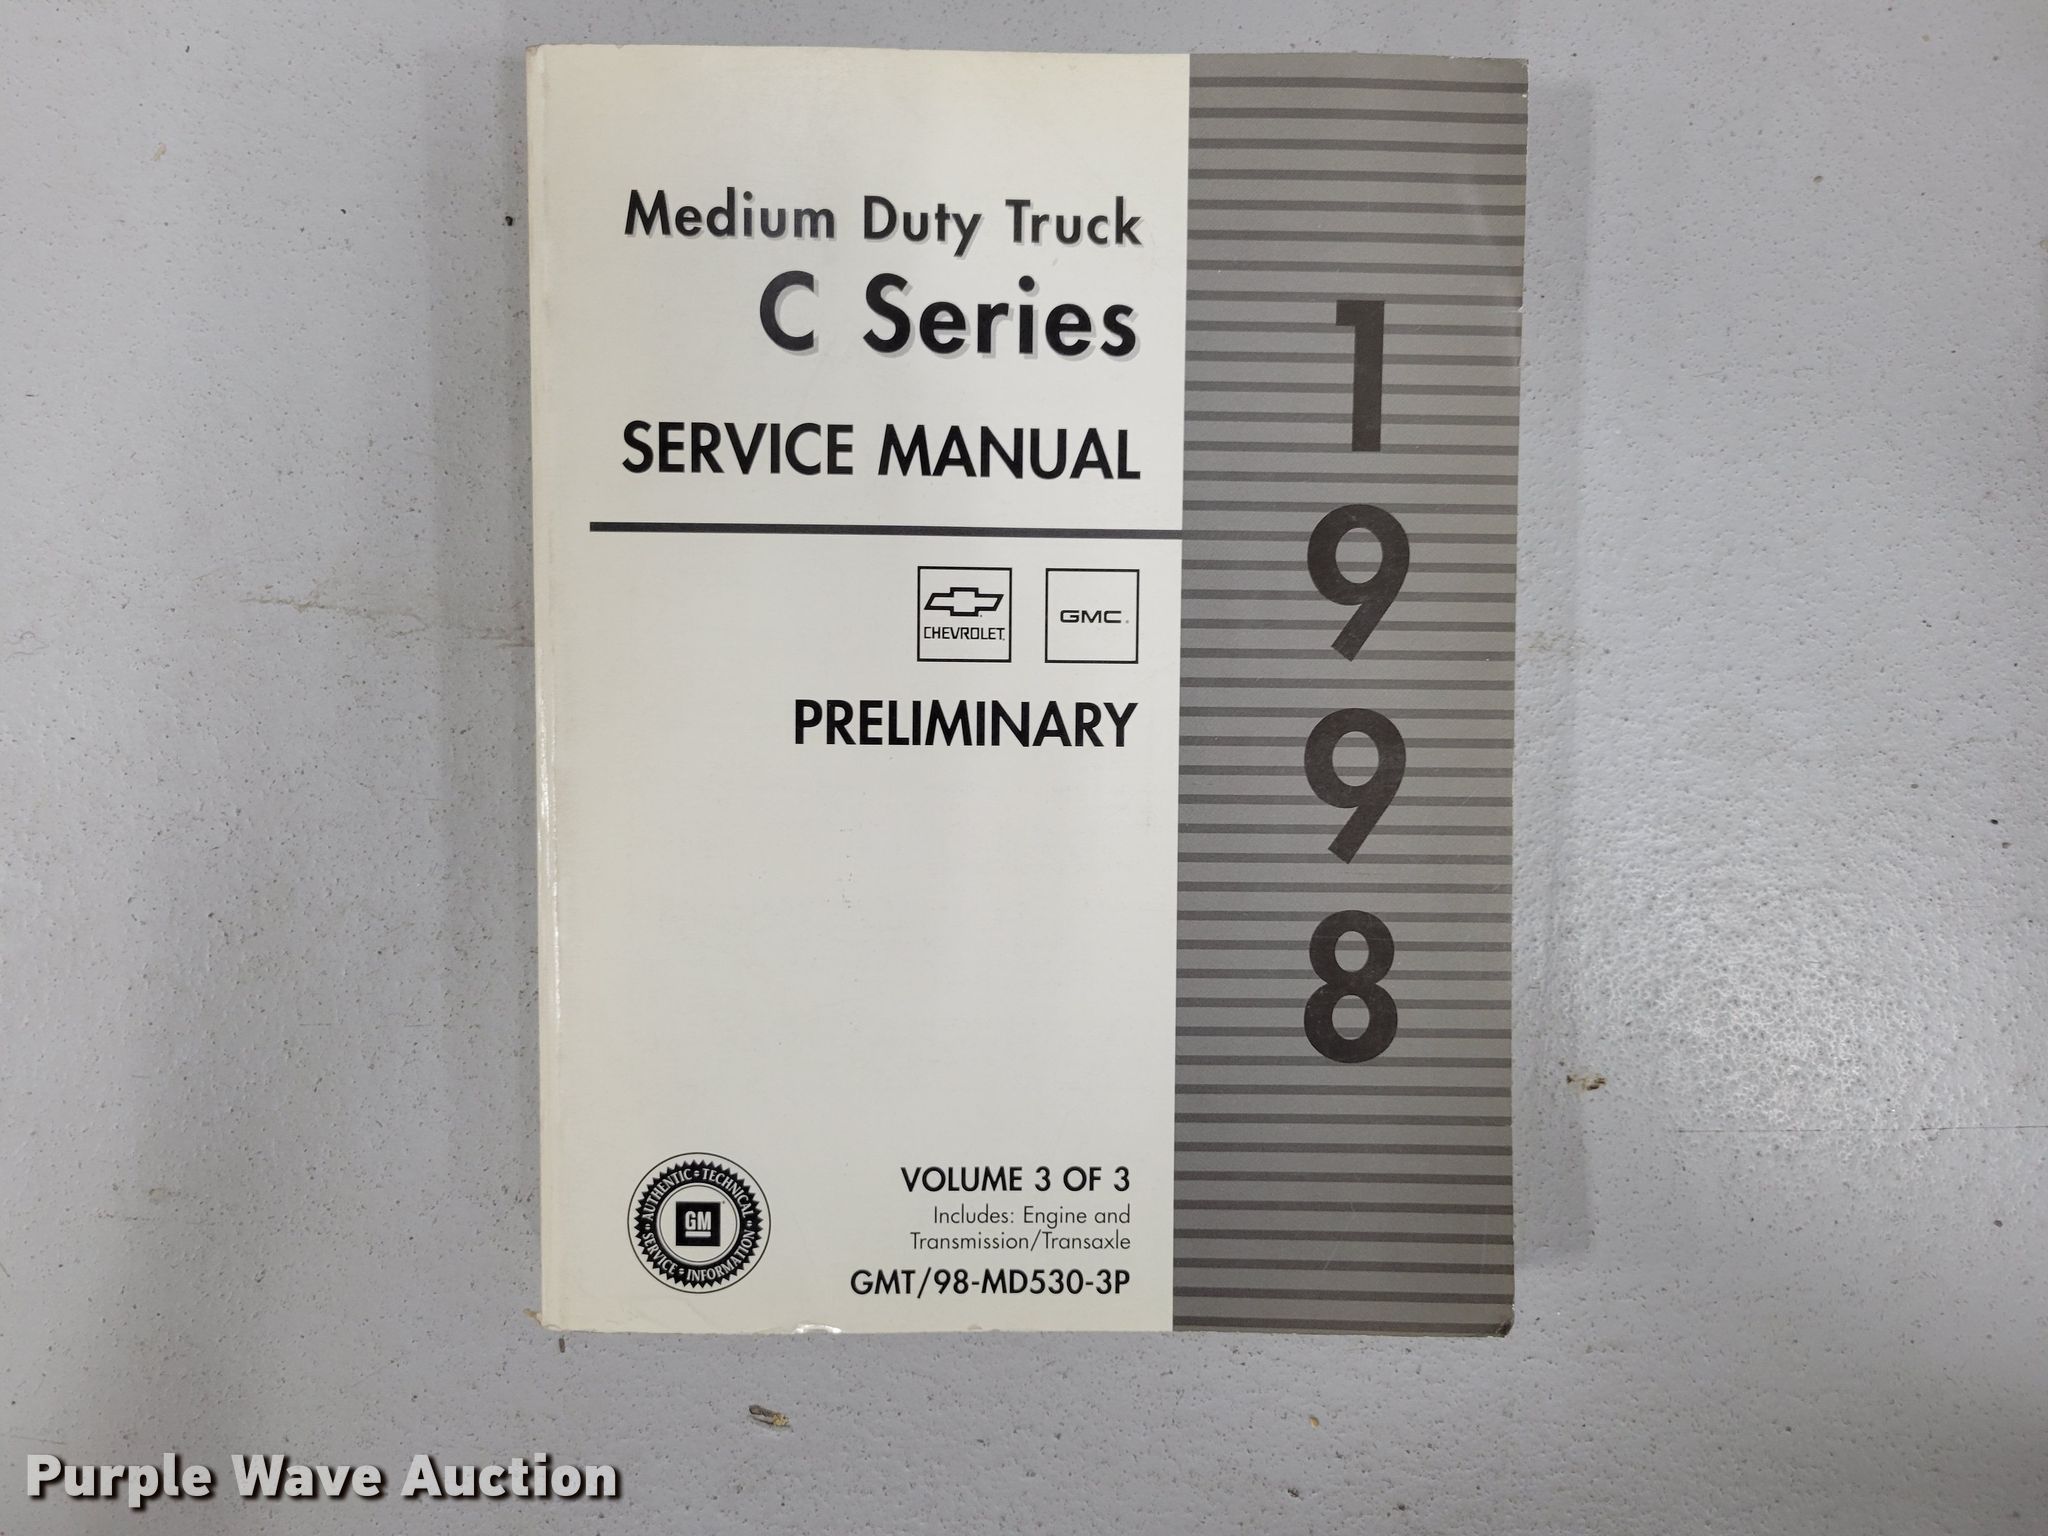 Medium Duty Truck
C Series
SERVICE MANUAL
CHEVROLET
GMC
PRELIMINARY
1
9
9
8
AUTHENTIC • TECHNICAL • SERVICE • INFORMATION •
GM
VOLUME 3 OF 3
Includes: Engine and
Transmission/Transaxle
GMT/98-MD530-3P
Purple Wave Auction